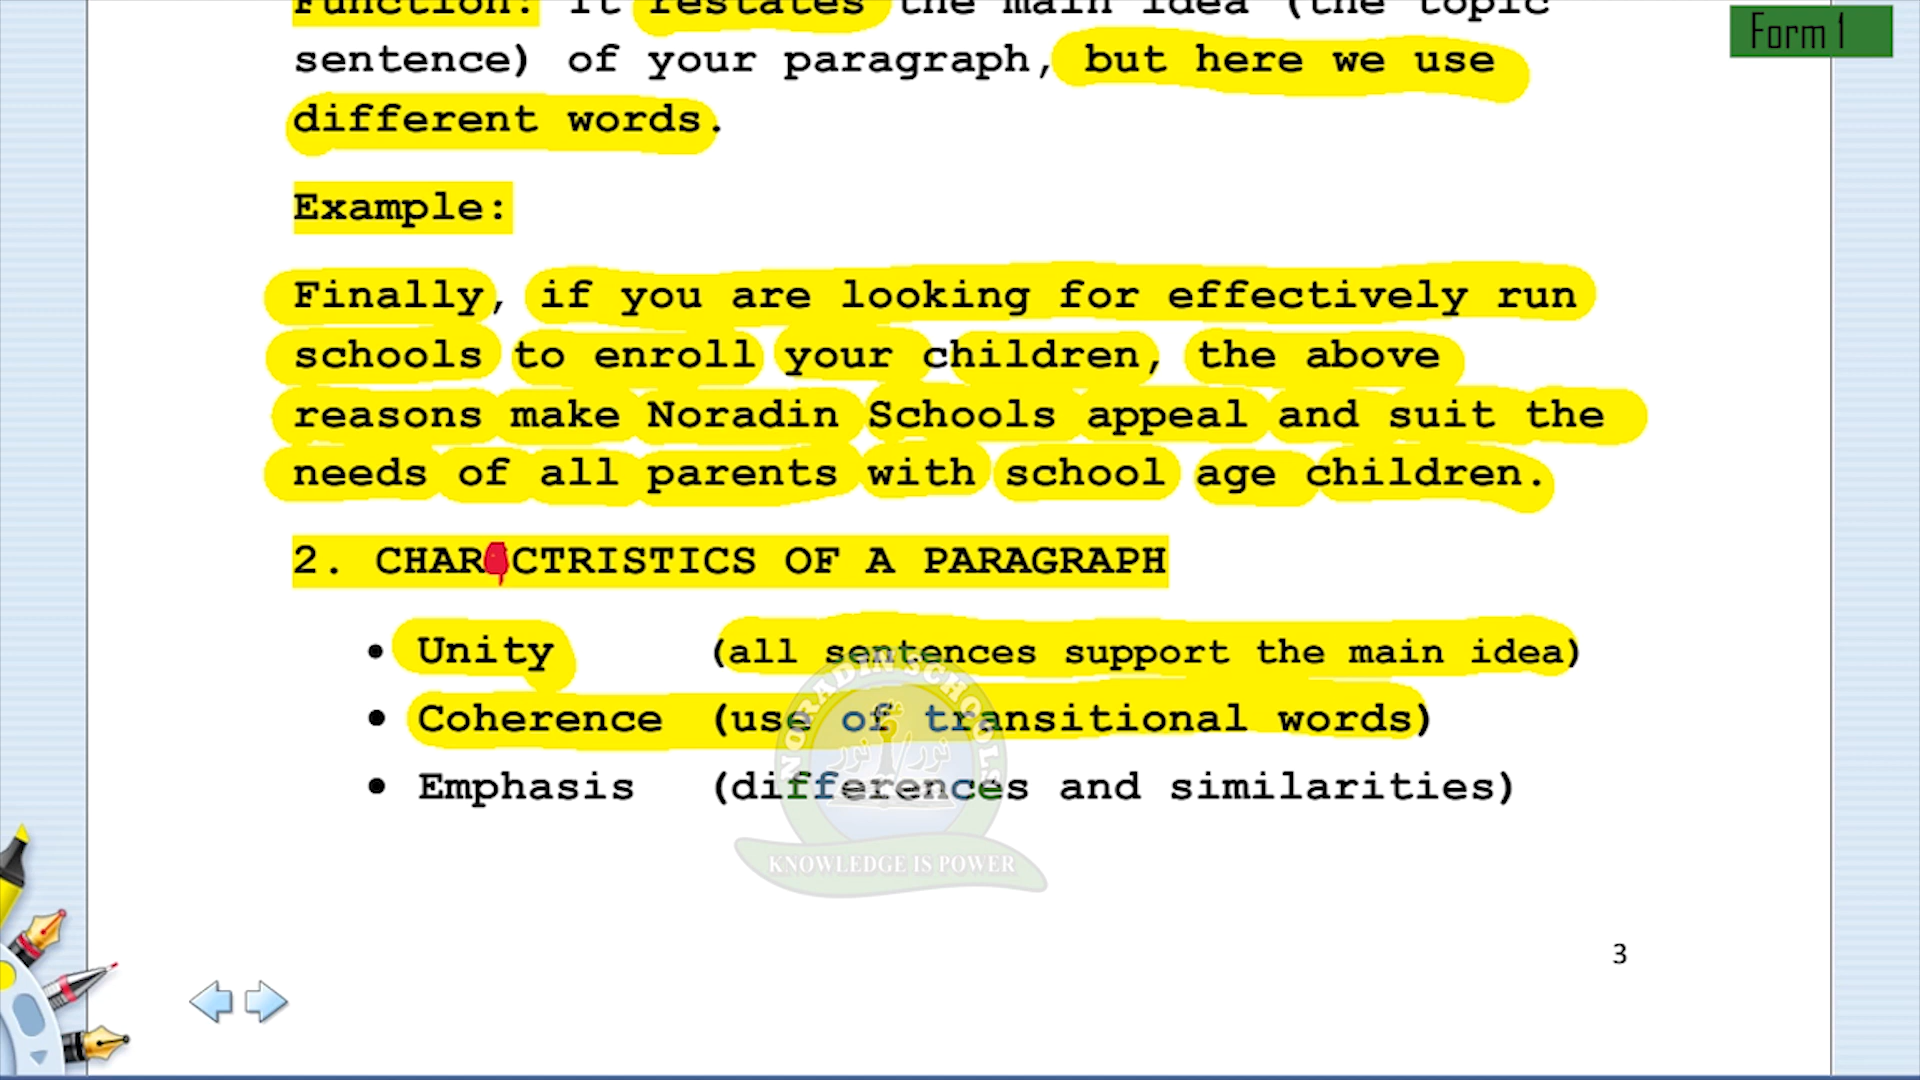 Function: It restates the main idea (the topic
Form 1
sentence) of your paragraph, but here we use
different words.
Example:
Finally, if you are looking for effectively run
schools to enroll your children, the above
reasons make Noradin Schools appeal and suit the
needs of all parents with school age children.
2. CHARACTRISTICS OF A PARAGRAPH
• Unity (all sentences support the main idea)
• Coherence (use of transitional words)
• Emphasis (differences and similarities)
NORADIN SCHOOLS
نور نور
KNOWLEDGE IS POWER
3